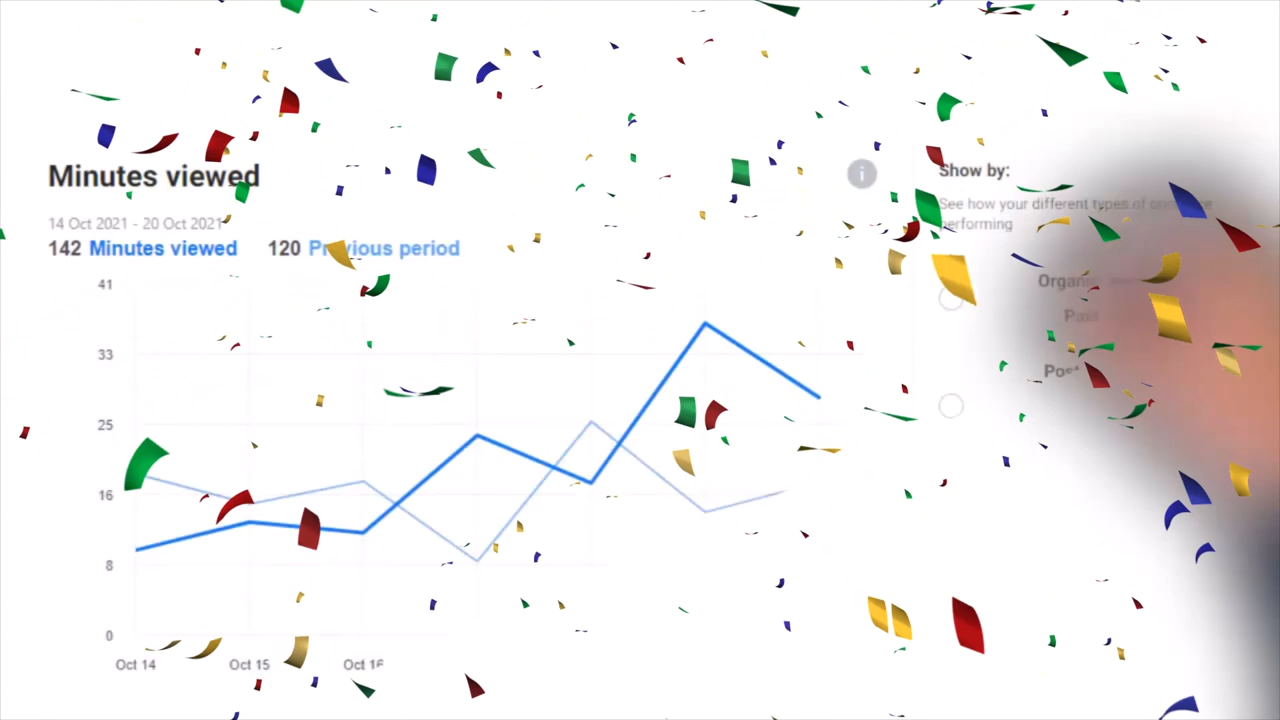 Minutes viewed
14 Oct 2021 - 20 Oct 2021
142 Minutes viewed 120 Previous period
41
33
25
16
8
0
Oct 14 Oct 15 Oct 16
i
Show by:
See how your different types of
performing